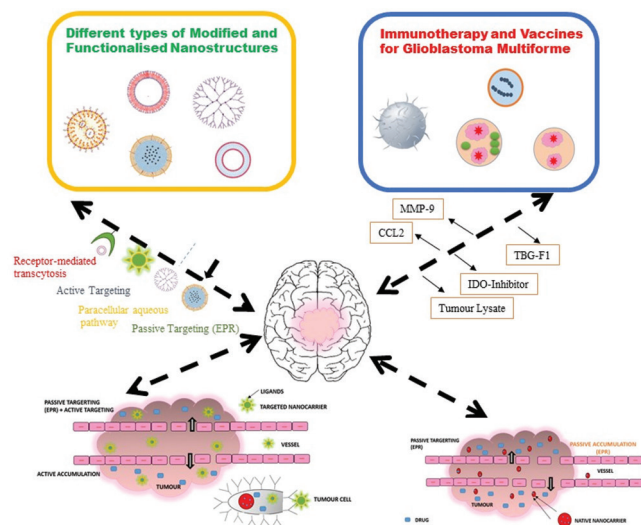 Different types of Modified and
Functionalised Nanostructures
Immunotherapy and Vaccines
for Glioblastoma Multiforme
MMP-9
CCL2
TBG-F1
IDO-Inhibitor
Tumour Lysate
Receptor-mediated
transcytosis
Active Targeting
Paracellular aqueous
pathway
Passive Targeting (EPR)
PASSIVE TARGERTING
(EPR) + ACTIVE TARGETING
LIGANDS
TARGETED NANOCARRIER
VESSEL
ACTIVE ACCUMULATION
TUMOUR
TUMOUR CELL
PASSIVE TARGERTING
(EPR)
PASSIVE ACCUMULATION
(EPR)
VESSEL
TUMOUR
DRUG
NATIVE NANOCARRIER